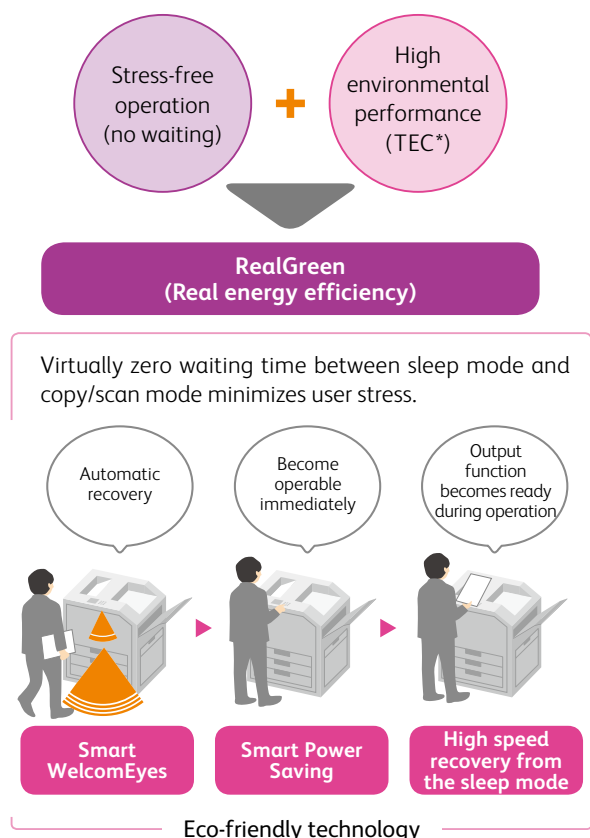 Stress-free
operation
(no waiting)
+
High
environmental
performance
(TEC*)
RealGreen
(Real energy efficiency)
Virtually zero waiting time between sleep mode and
copy/scan mode minimizes user stress.
Automatic
recovery
Become
operable
immediately
Output
function
becomes ready
during operation
Smart
WelcomEyes
Smart Power
Saving
High speed
recovery from
the sleep mode
Eco-friendly technology